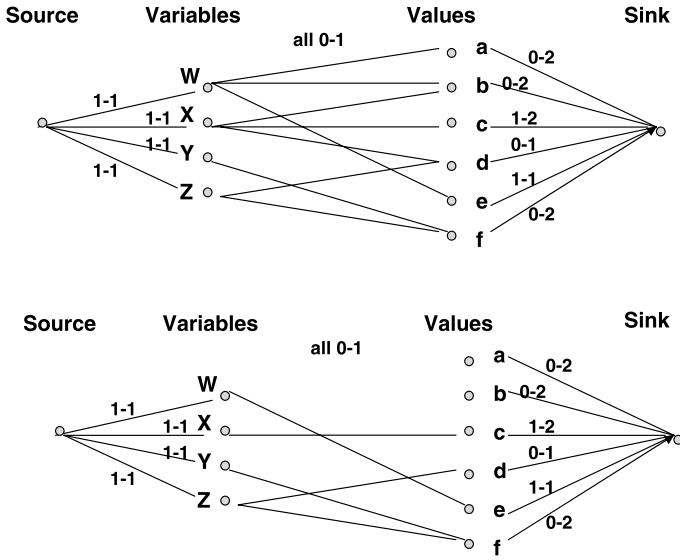 Source Variables Values Sink
all 0-1
a 0-2
W b 0-2
1-1
X 1-1 c 1-2
Y 1-1 d 0-1
1-1 Z e 1-1
f 0-2
Source Variables Values Sink
all 0-1
a 0-2
W b 0-2
1-1
X 1-1 c 1-2
Y 1-1 d 0-1
1-1 Z e 1-1
f 0-2